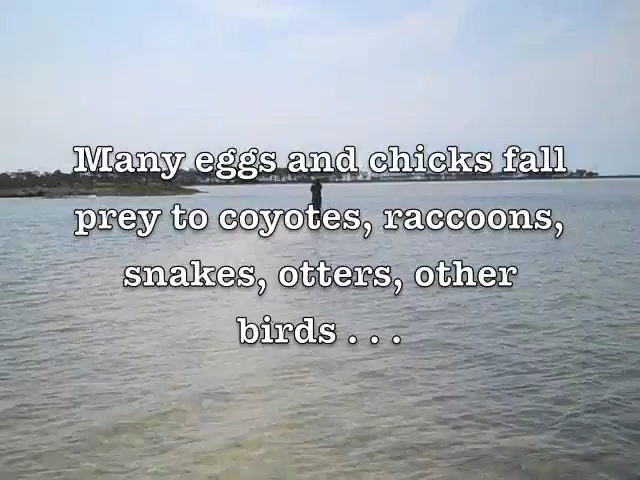 Many eggs and chicks fall
prey to coyotes, raccoons,
snakes, otters, other
birds . . .